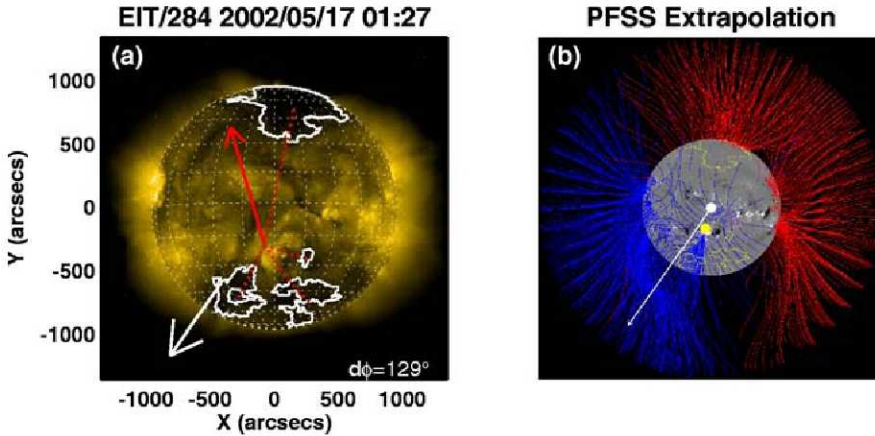 EIT/284 2002/05/17 01:27
PFSS Extrapolation
(a)
(b)
1000
500
0
-500
-1000
Y (arcsecs)
dφ=129°
-1000 -500 0 500 1000
X (arcsecs)